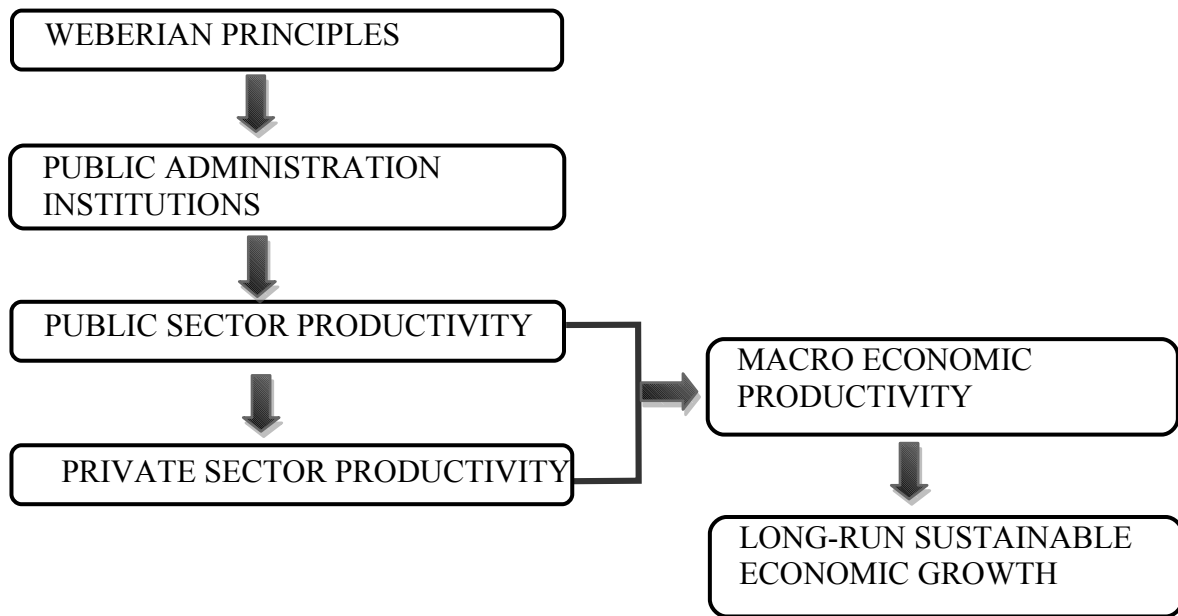 WEBERIAN PRINCIPLES
PUBLIC ADMINISTRATION
INSTITUTIONS
PUBLIC SECTOR PRODUCTIVITY
PRIVATE SECTOR PRODUCTIVITY
MACRO ECONOMIC
PRODUCTIVITY
LONG-RUN SUSTAINABLE
ECONOMIC GROWTH